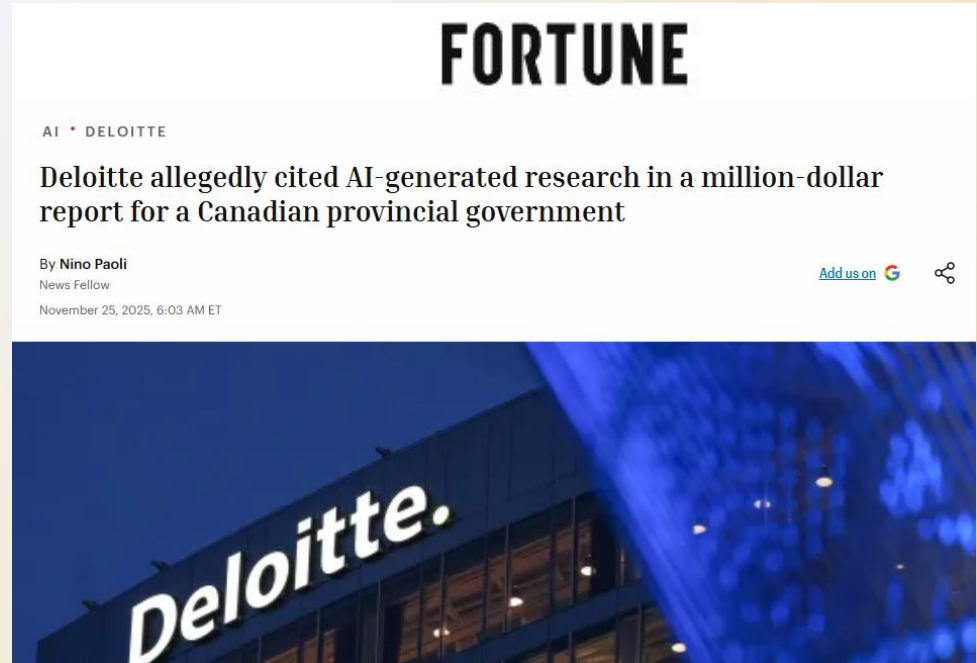 FORTUNE
AI • DELOITTE
Deloitte allegedly cited AI-generated research in a million-dollar
report for a Canadian provincial government
By Nino Paoli
News Fellow
November 25, 2025, 6:03 AM ET
Add us on
Deloitte.